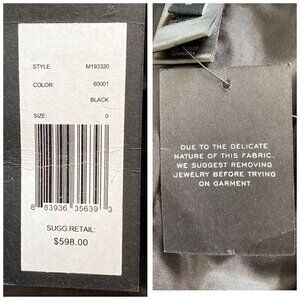 STYLE: M193320
COLOR: 60001
BLACK
SIZE: 0
8 83936 35639 3
SUGG.RETAIL:
$598.00
DUE TO THE DELICATE
NATURE OF THIS FABRIC,
WE SUGGEST REMOVING
JEWELRY BEFORE TRYING
ON GARMENT.